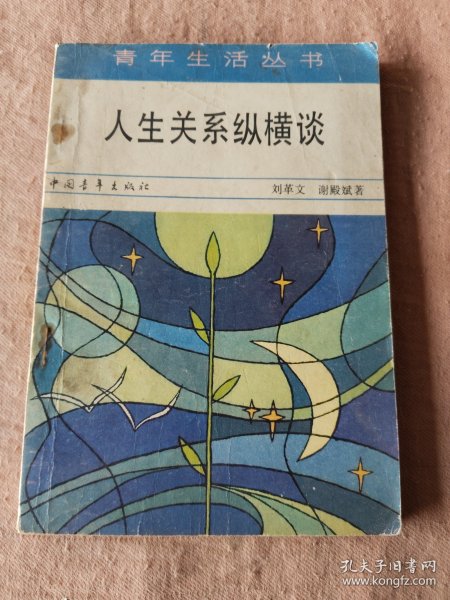 青年生活丛书
人生关系纵横谈
中国青年出版社
刘革文 谢殿斌著
孔夫子旧书网
www.kongfz.com